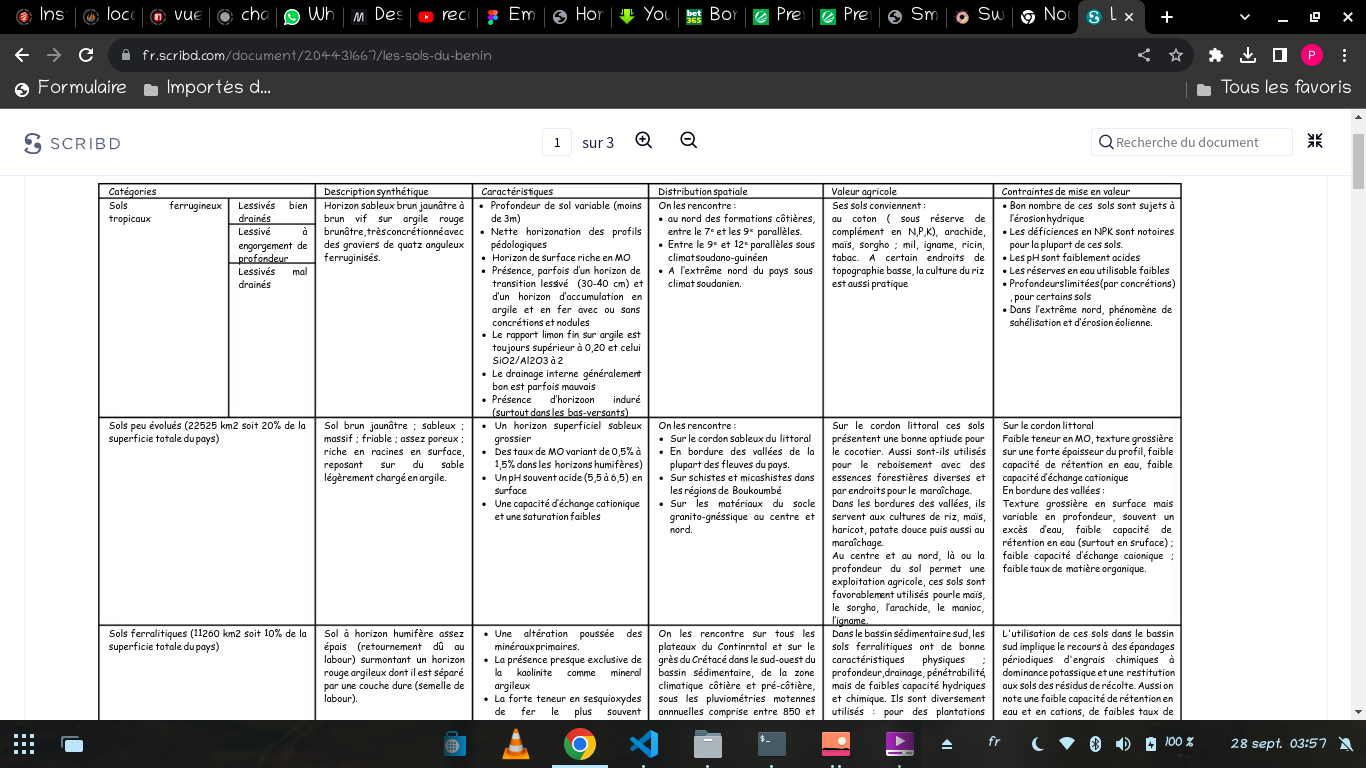 Ins
loca
vue
cha
Wh
Des
recu
Em
Hor
You
Bon
Prer
Prer
Sm
Sw
Nou
L
fr.scribd.com/document/204431667/les-sols-du-benin
P
Formulaire
Importés d...
Tous les favoris
SCRIBD
1 sur 3
Recherche du document
Catégories
Description synthétique
Caractéristiques
Distribution spatiale
Valeur agricole
Contraintes de mise en valeur
Sols ferrugineux
tropicaux
Lessivés bien
drainés
Lessivé à
engorgement de
profondeur
Lessivés mal
drainés
Horizon sableux brun jaunâtre à
brun vif sur argile rouge
brunâtre, très concrétionné avec
des graviers de quatz anguleux
ferruginisés.
• Profondeur de sol variable (moins
de 3m)
• Nette horizonation des profils
pédologiques
• Horizon de surface riche en MO
• Présence, parfois d'un horizon de
transition lessivé (30-40 cm) et
d'un horizon d'accumulation en
argile et en fer avec ou sans
concrétions et nodules
• Le rapport limon fin sur argile est
toujours supérieur à 0,20 et celui
SiO2/Al2O3 à 2
• Le drainage interne généralement
bon est parfois mauvais
• Présence d'horizoon induré
(surtout dans les bas-versants)
On les rencontre :
• au nord des formations côtières,
entre le 7e et les 9e parallèles.
• Entre le 9e et 12e parallèles sous
climat soudano-guinéen
• A l'extrême nord du pays sous
climat soudanien.
Ses sols conviennent :
au coton ( sous réserve de
complément en N,P,K), arachide,
maïs, sorgho ; mil, igname, ricin,
tabac. A certain endroits de
topographie basse, la culture du riz
est aussi pratique
• Bon nombre de ces sols sont sujets à
l'érosion hydrique
• Les déficiences en NPK sont notoires
pour la plupart de ces sols.
• Les pH sont faiblement acides
• Les réserves en eau utilisable faibles
• Profondeurs limitées (par concrétions)
, pour certains sols
• Dans l'extrême nord, phénomène de
sahélisation et d'érosion éolienne.
Sols peu évolués (22525 km2 soit 20% de la
superficie totale du pays)
Sol brun jaunâtre ; sableux ;
massif ; friable ; assez poreux ;
riche en racines en surface,
reposant sur du sable
légèrement chargé en argile.
• Un horizon superficiel sableux
grossier
• Des taux de MO variant de 0,5% à
1,5% dans les horizons humifères)
• Un pH souvent acide (5,5 à 6,5) en
surface
• Une capacité d'échange cationique
et une saturation faibles
On les rencontre :
• Sur le cordon sableux du littoral
• En bordure des vallées de la
plupart des fleuves du pays.
• Sur schistes et micashistes dans
les régions de Boukoumbé
• Sur les matériaux du socle
granito-gnéssique au centre et
nord.
Sur le cordon littoral ces sols
présentent une bonne aptiude pour
le cocotier. Aussi sont-ils utilisés
pour le reboisement avec des
essences forestières diverses et
par endroits pour le maraîchage.
Dans les bordures des vallées, ils
servent aux cultures de riz, maïs,
haricot, patate douce puis aussi au
maraîchage.
Au centre et au nord, là ou la
profondeur du sol permet une
exploitation agricole, ces sols sont
favorablement utilisés pour le maïs,
le sorgho, l'arachide, le manioc,
l'igname.
Sur le cordon littoral
Faible teneur en MO, texture grossière
sur une forte épaisseur du profil, faible
capacité de rétention en eau, faible
capacité d'échange cationique
En bordure des vallées :
Texture grossière en surface mais
variable en profondeur, souvent un
excès d'eau, faible capacité de
rétention en eau (surtout en sruface) ;
faible capacité d'échange caionique ;
faible taux de matière organique.
Sols ferralitiques (11260 km2 soit 10% de la
superficie totale du pays)
Sol à horizon humifère assez
épais (retournement dû au
labour) surmontant un horizon
rouge argileux dont il est séparé
par une couche dure (semelle de
labour).
• Une altération poussée des
minéraux primaires.
• La présence presque exclusive de
la kaolinite comme mineral
argileux
• La forte teneur en sesquioxydes
de fer le plus souvent
On les rencontre sur tous les
plateaux du Continrntal et sur le
grès du Crétacé dans le sud-ouest du
bassin sédimentaire, de la zone
climatique côtière et pré-côtière,
sous les pluviométries motennes
annnuelles comprise entre 850 et
Dans le bassin sédimentaire sud, les
sols ferralitiques ont de bonne
caractéristiques physiques ;
profondeur, drainage, pénétrabilité,
mais de faibles capacité hydriques
et chimique. Ils sont diversement
utilisés : pour des plantations
L'utilisation de ces sols dans le bassin
sud implique le recours à des épandages
périodiques d'engrais chimiques à
dominance potassique et une restitution
aux sols des résidus de récolte. Aussi on
note une faible capacité de rétention en
eau et en cations, de faibles taux de
fr
100 %
28 sept. 03:57